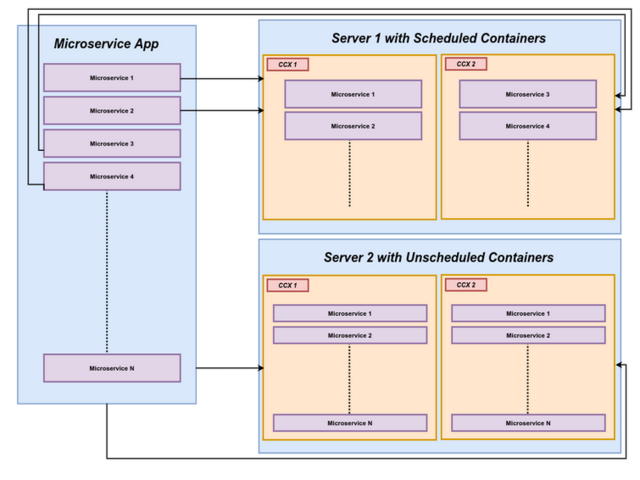 Microservice App
Microservice 1
Microservice 2
Microservice 3
Microservice 4
Microservice N
Server 1 with Scheduled Containers
CCX 1
Microservice 1
Microservice 2
CCX 2
Microservice 3
Microservice 4
Server 2 with Unscheduled Containers
CCX 1
Microservice 1
Microservice 2
Microservice N
CCX 2
Microservice 1
Microservice 2
Microservice N